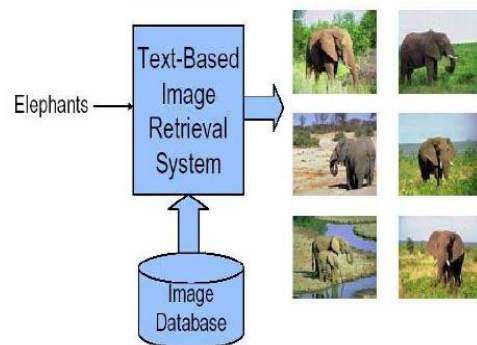 Elephants
Text-Based
Image
Retrieval
System
Image
Database